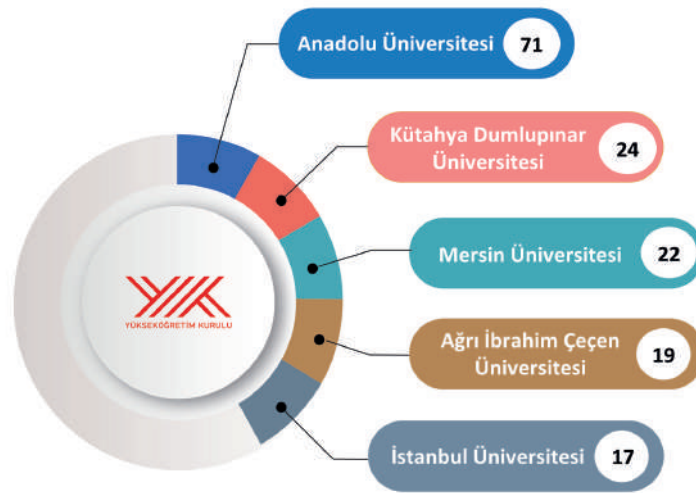 Anadolu Üniversitesi 71
Kütahya Dumlupınar
Üniversitesi 24
Mersin Üniversitesi 22
YÜKSEKÖĞRETİM KURULU
Ağrı İbrahim Çeçen
Üniversitesi 19
İstanbul Üniversitesi 17